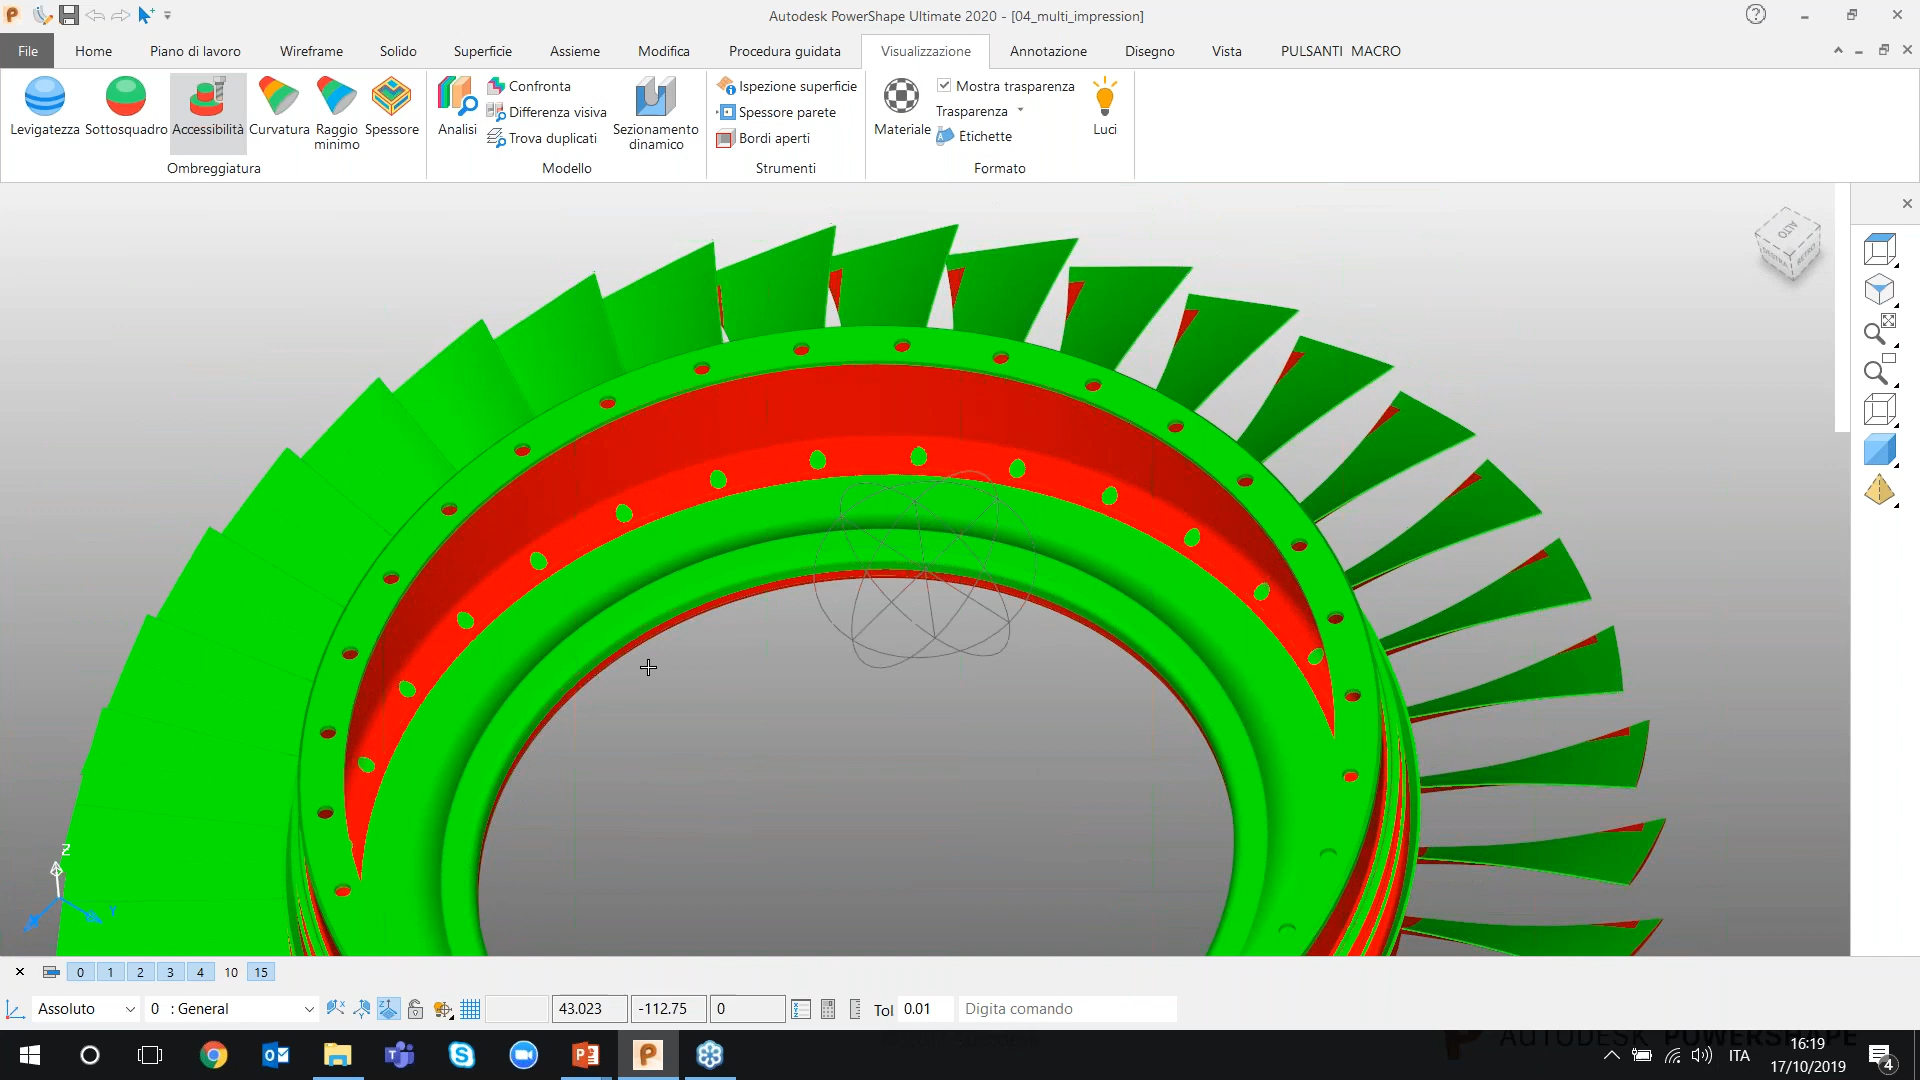 Autodesk PowerShape Ultimate 2020 - [04_multi_impression]
File Home Piano di lavoro Wireframe Solido Superficie Assieme Modifica Procedura guidata Visualizzazione Annotazione Disegno Vista PULSANTI MACRO
Levigatezza
Sottosquadro
Accessibilità
Curvatura
Raggio
minimo
Spessore
Ombreggiatura
Analisi
Confronta
Differenza visiva
Trova duplicati
Sezionamento
dinamico
Modello
Ispezione superficie
Spessore parete
Bordi aperti
Strumenti
Materiale
Mostra trasparenza
Trasparenza
Etichette
Luci
Formato
ALTO
DESTRA
RETRO
Z
Y
0 1 2 3 4 10 15
Assoluto 0 : General 43.023 -112.75 0 Tol 0.01 Digita comando
AUTODESK POWERSHAPE
ITA
16:19
17/10/2019
4